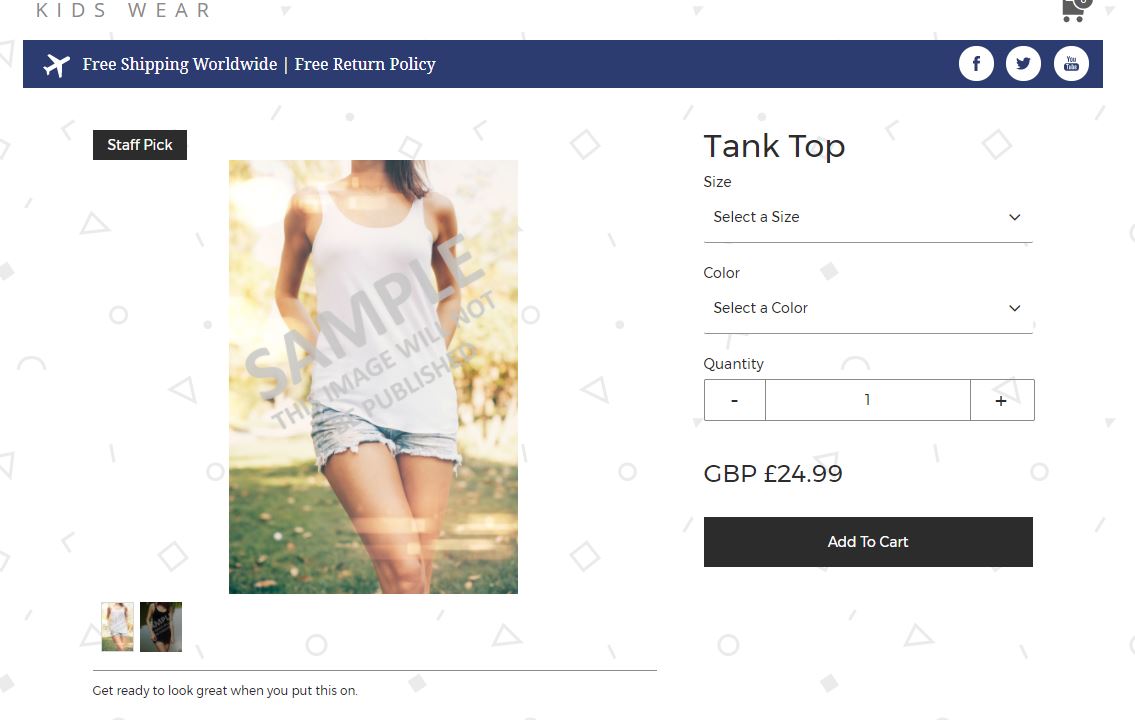 KIDS WEAR
Free Shipping Worldwide | Free Return Policy
You
Tube
Staff Pick
SAMPLE
THIS IMAGE WILL NOT
BE PUBLISHED
Tank Top
Size
Select a Size
Color
Select a Color
Quantity
- 1 +
GBP £24.99
Add To Cart
Get ready to look great when you put this on.